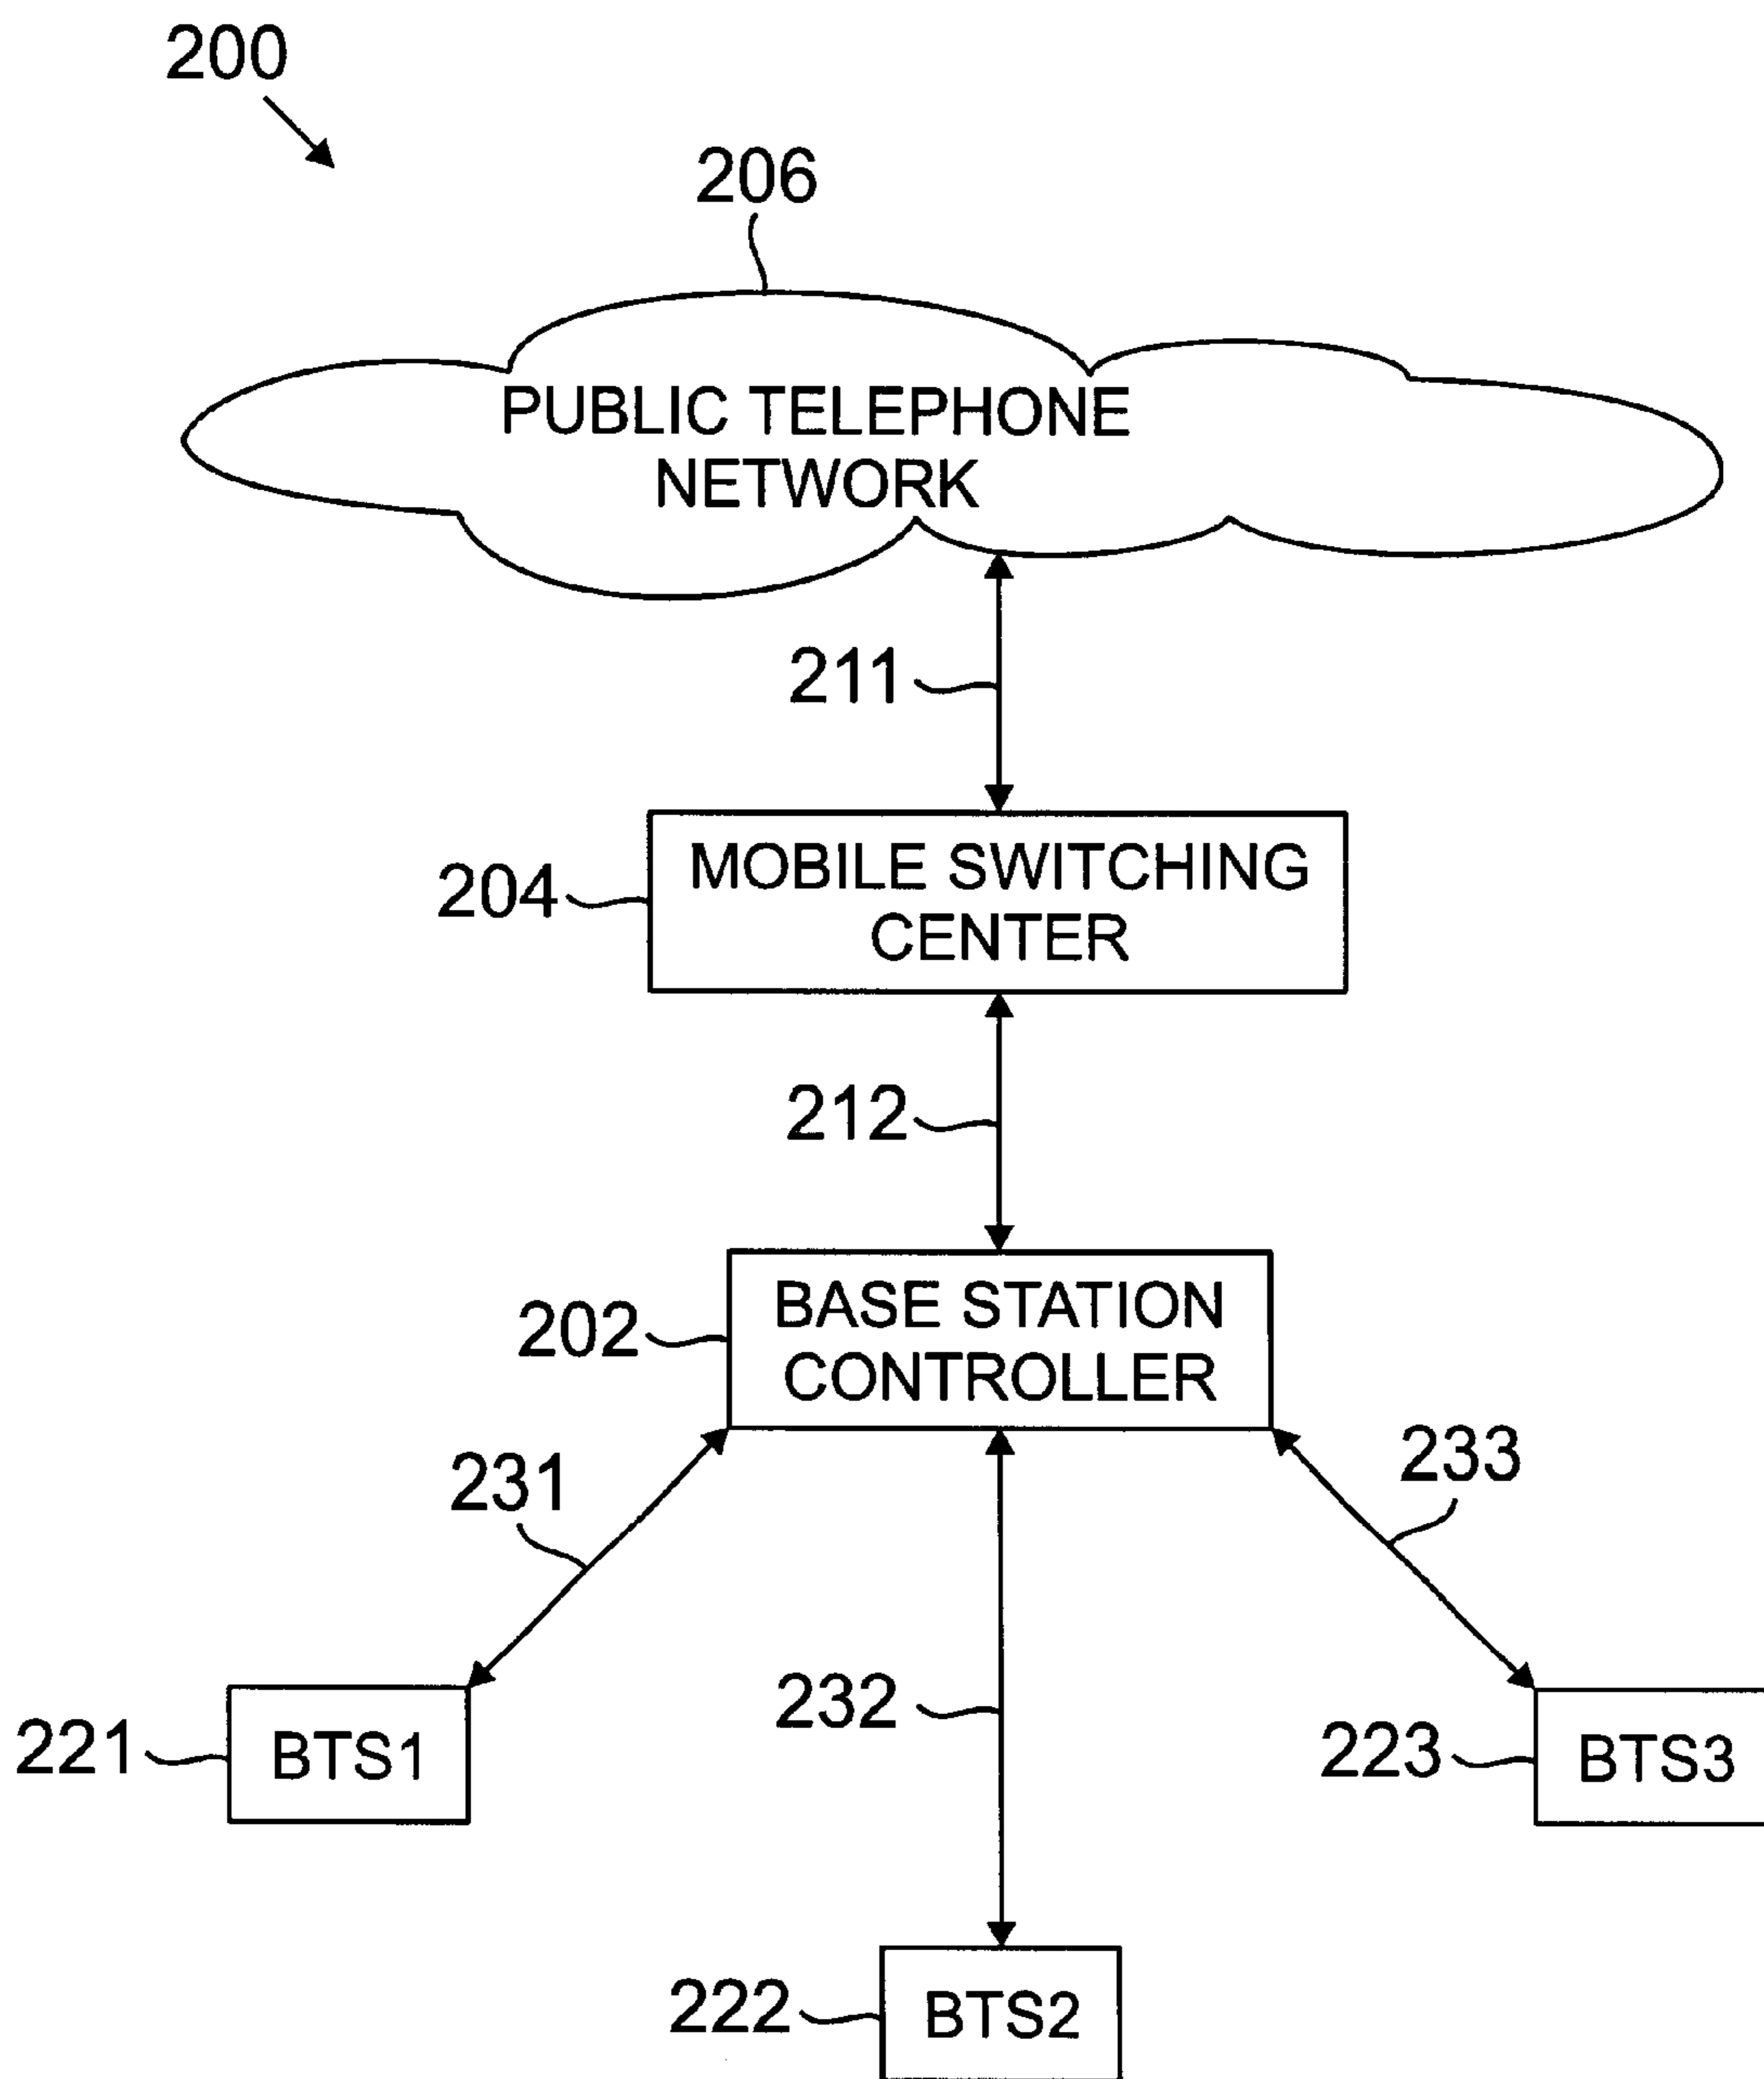 200
206
PUBLIC TELEPHONE
NETWORK
211
204
MOBILE SWITCHING
CENTER
212
202
BASE STATION
CONTROLLER
231
233
232
221
BTS1
223
BTS3
222
BTS2